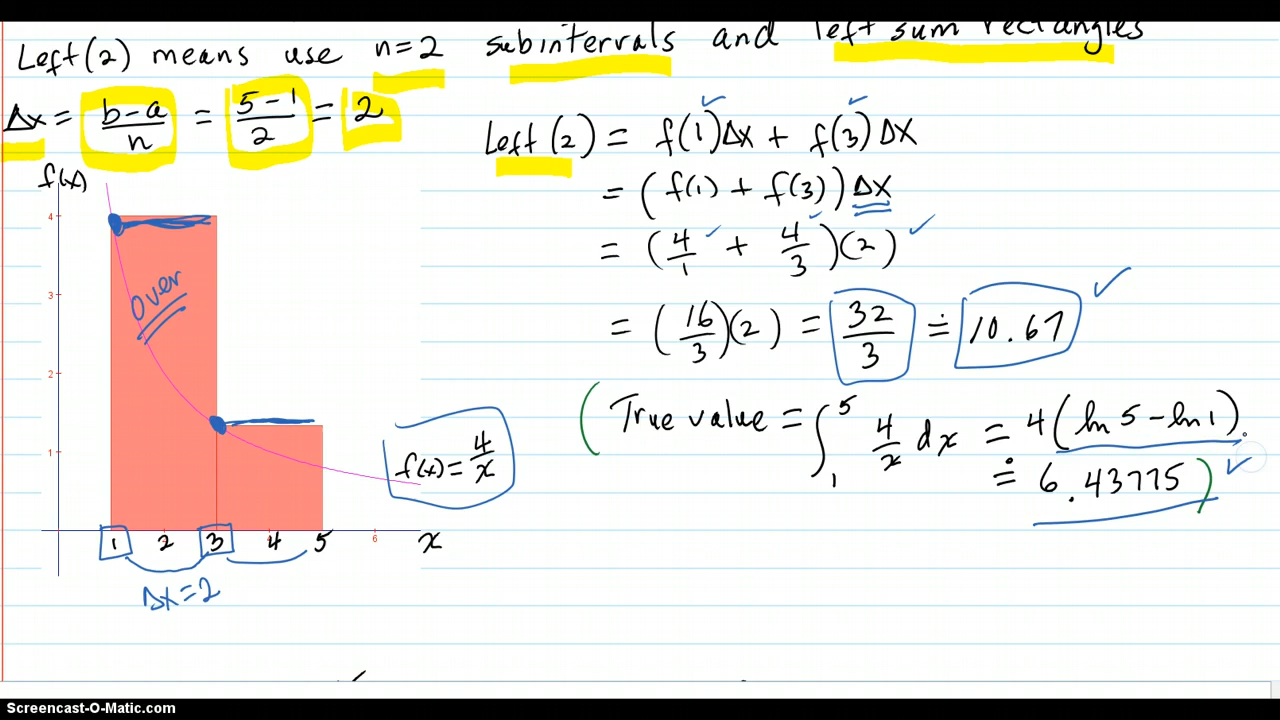 Left(2) means use n=2 subintervals and left sum rectangles
Δx = b-a/n = 5-1/2 = 2
Left(2) = f(1)Δx + f(3)Δx
= (f(1) + f(3))Δx
= (4/1 + 4/3)(2)
= (16/3)(2) = 32/3 ≐ 10.67
(True value = ∫₁⁵ 4/x dx = 4(ln 5 - ln 1).
≐ 6.43775)
f(x)
4
3
2
1
Over
f(x) = 4/x
1 2 3 4 5 6 x
Δx=2
Screencast-O-Matic.com